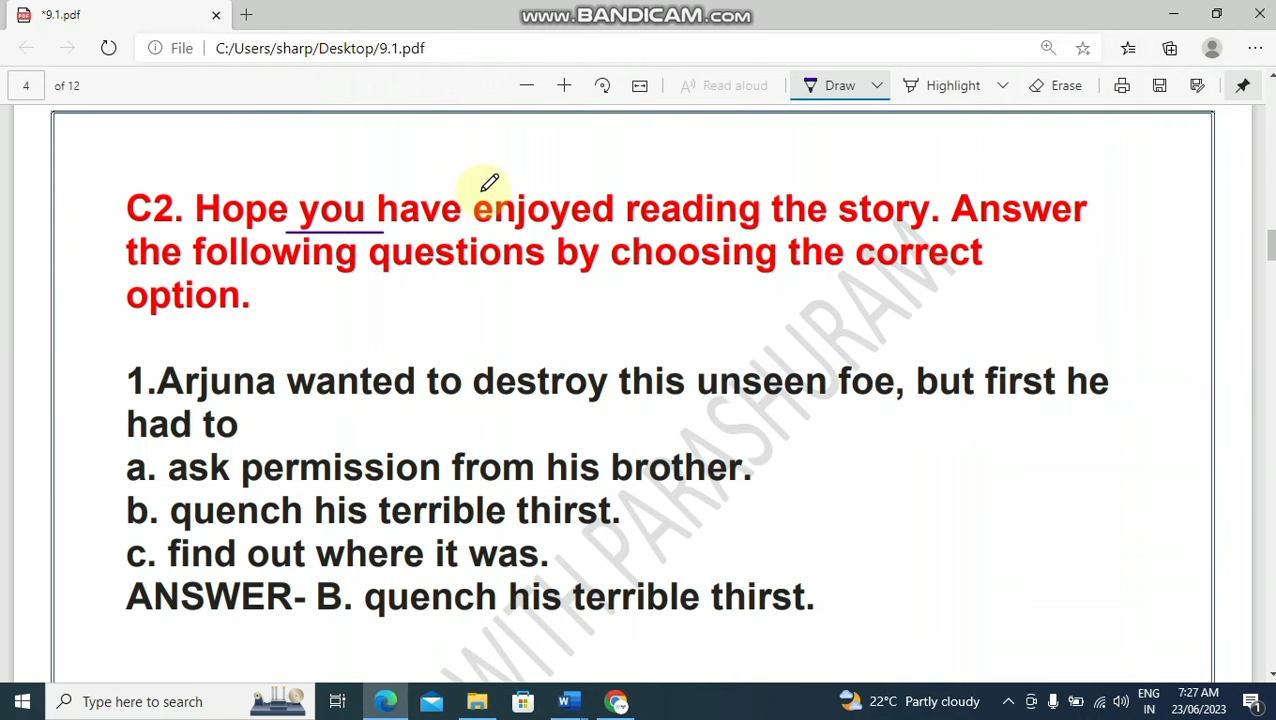 *9.1.pdf
www.BANDICAM.com
File C:/Users/sharp/Desktop/9.1.pdf
4 of 12 Read aloud Draw Highlight Erase
C2. Hope you have enjoyed reading the story. Answer
the following questions by choosing the correct
option.
1.Arjuna wanted to destroy this unseen foe, but first he
had to
a. ask permission from his brother.
b. quench his terrible thirst.
c. find out where it was.
ANSWER- B. quench his terrible thirst.
WITH PARASHURAM
Type here to search 22°C Partly cloudy ENG 7:27 AM
IN 23/06/2023